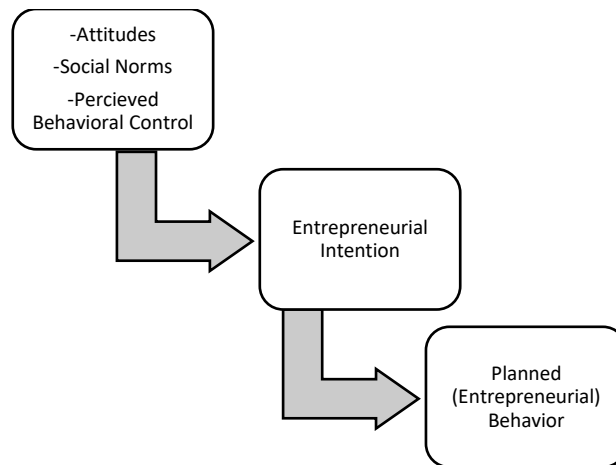 -Attitudes
-Social Norms
-Percieved
Behavioral Control
Entrepreneurial
Intention
Planned
(Entrepreneurial)
Behavior